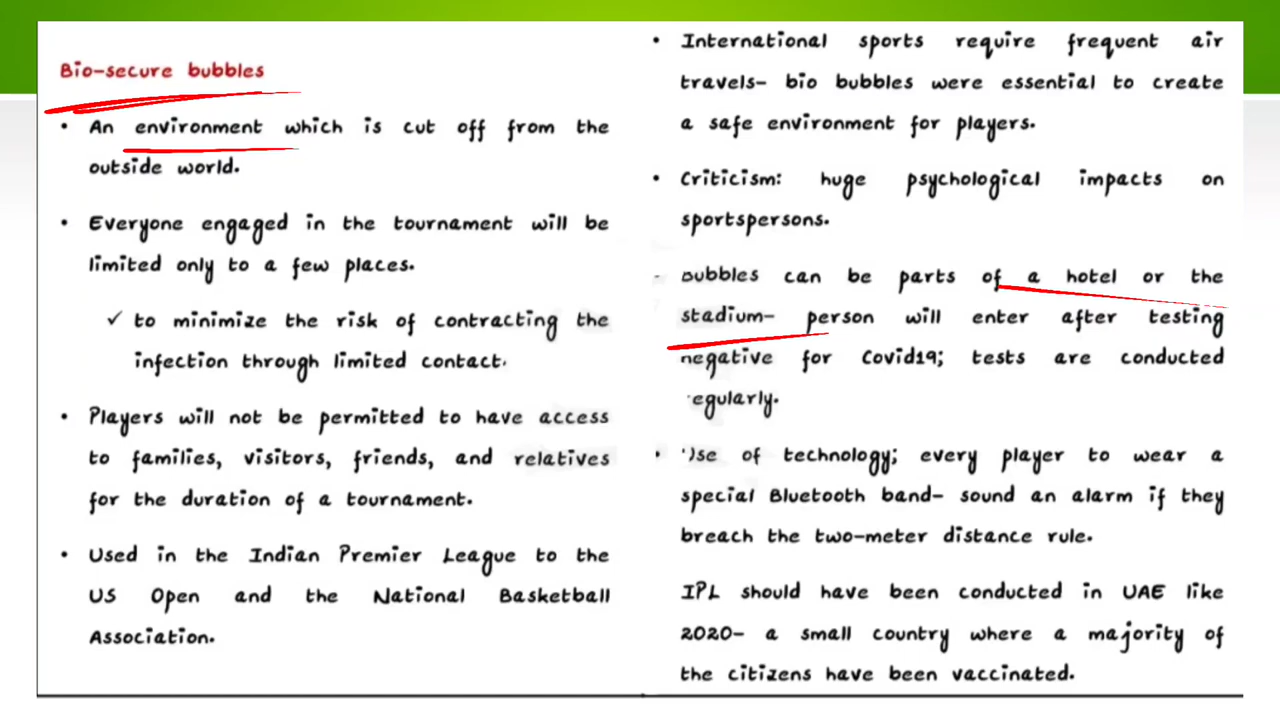 Bio-secure bubbles
• An environment which is cut off from the
outside world.
• Everyone engaged in the tournament will be
limited only to a few places.
✓ to minimize the risk of contracting the
infection through limited contact.
• Players will not be permitted to have access
to families, visitors, friends, and relatives
for the duration of a tournament.
• Used in the Indian Premier League to the
US Open and the National Basketball
Association.
• International sports require frequent air
travels- bio bubbles were essential to create
a safe environment for players.
• Criticism: huge psychological impacts on
sportspersons.
- bubbles can be parts of a hotel or the
stadium- person will enter after testing
negative for Covid19; tests are conducted
regularly.
• Use of technology; every player to wear a
special Bluetooth band- sound an alarm if they
breach the two-meter distance rule.
IPL should have been conducted in UAE like
2020- a small country where a majority of
the citizens have been vaccinated.